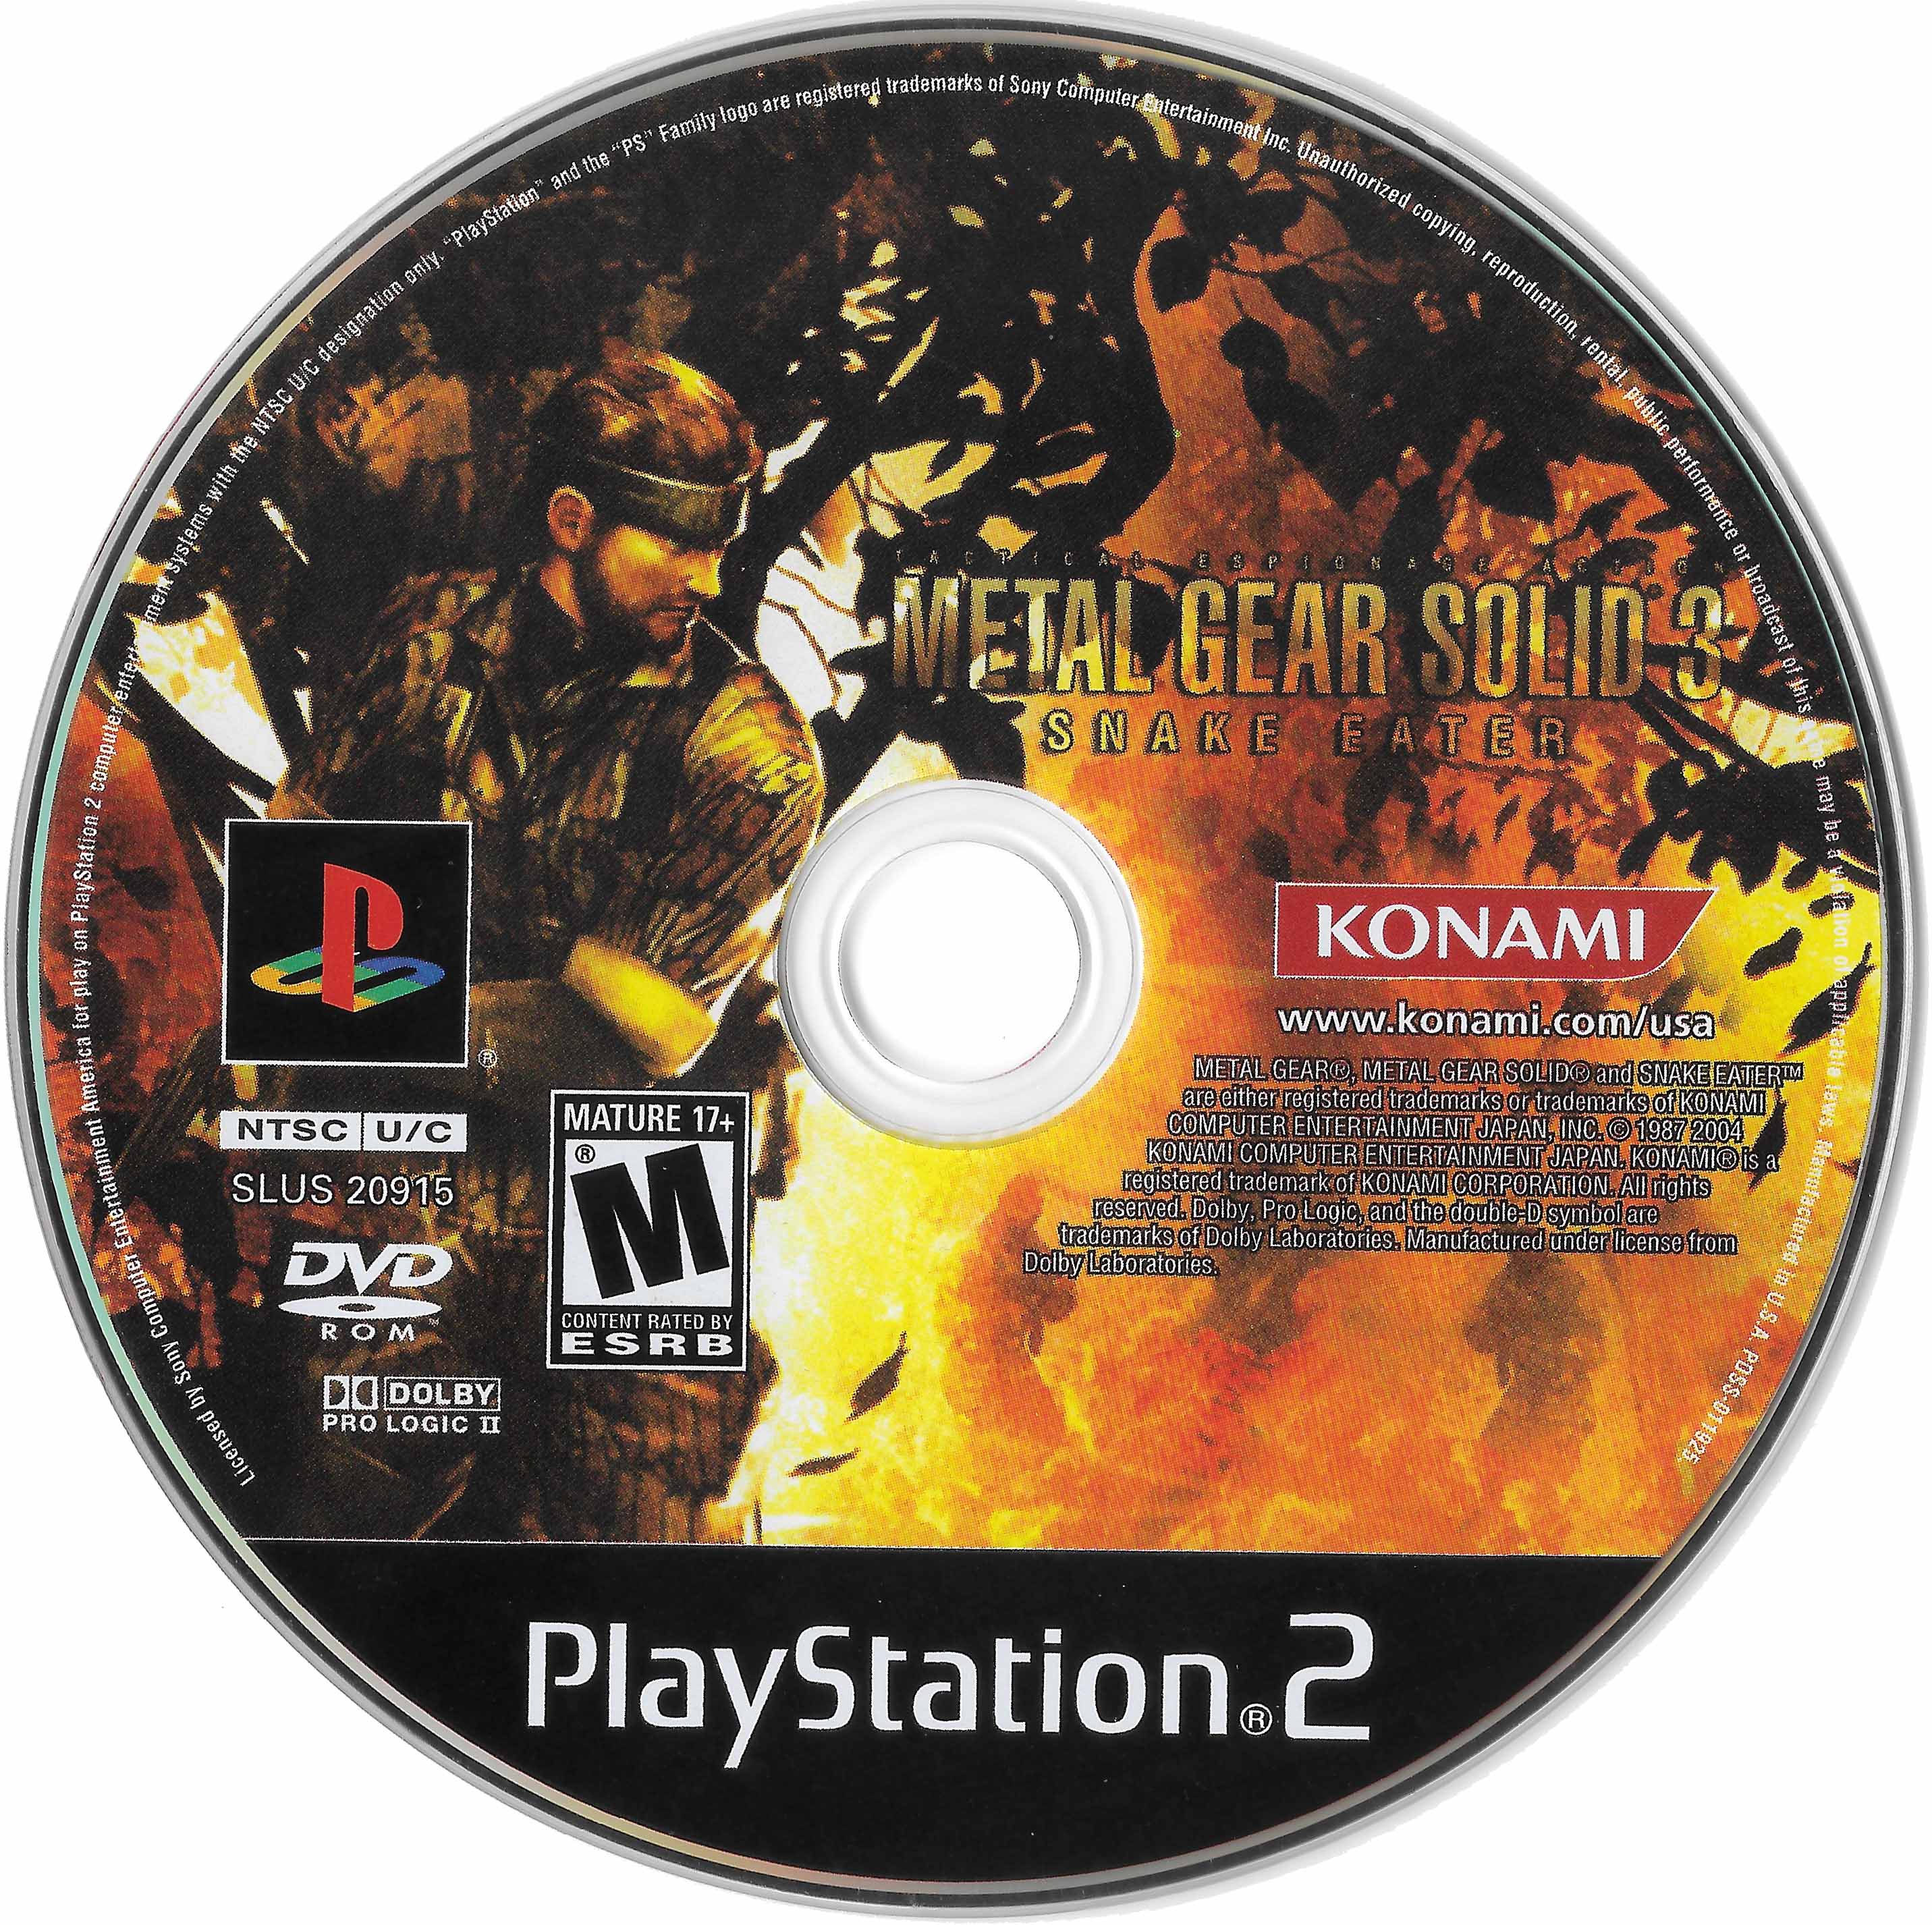 Licensed by Sony Computer Entertainment America for play on PlayStation 2 computer entertainment systems with the NTSC U/C designation only. "PlayStation" and the "PS" Family logo are registered trademarks of Sony Computer Entertainment Inc. Unauthorized copying, reproduction, rental, public performance or broadcast of this game may be a violation of applicable laws. Manufactured in U.S.A. PDSS-011925.
TACTICAL ESPIONAGE ACTION
METAL GEAR SOLID 3
SNAKE EATER
KONAMI
www.konami.com/usa
METAL GEAR®, METAL GEAR SOLID® and SNAKE EATER™
are either registered trademarks or trademarks of KONAMI
COMPUTER ENTERTAINMENT JAPAN, INC. © 1987 2004
KONAMI COMPUTER ENTERTAINMENT JAPAN. KONAMI® is a
registered trademark of KONAMI CORPORATION. All rights
reserved. Dolby, Pro Logic, and the double-D symbol are
trademarks of Dolby Laboratories. Manufactured under license from
Dolby Laboratories.
®
NTSC U/C
SLUS 20915
DVD
ROM
DOLBY
PRO LOGIC II
MATURE 17+
® M
CONTENT RATED BY
ESRB
PlayStation®2